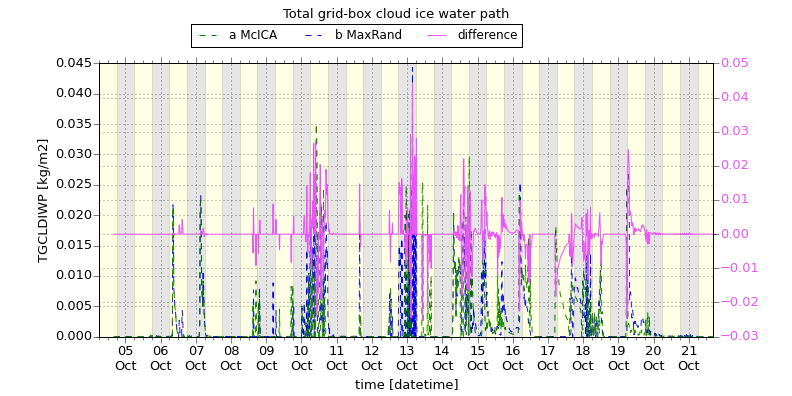 Total grid-box cloud ice water path
a McICA b MaxRand difference
0.045 0.05
0.040 0.04
0.035 0.03
0.030 0.02
0.025 0.01
0.020 0.00
0.015 −0.01
0.010 −0.02
0.005 −0.03
0.000
TGCLDIWP [kg/m2]
05 06 07 08 09 10 11 12 13 14 15 16 17 18 19 20 21
Oct Oct Oct Oct Oct Oct Oct Oct Oct Oct Oct Oct Oct Oct Oct Oct Oct
time [datetime]